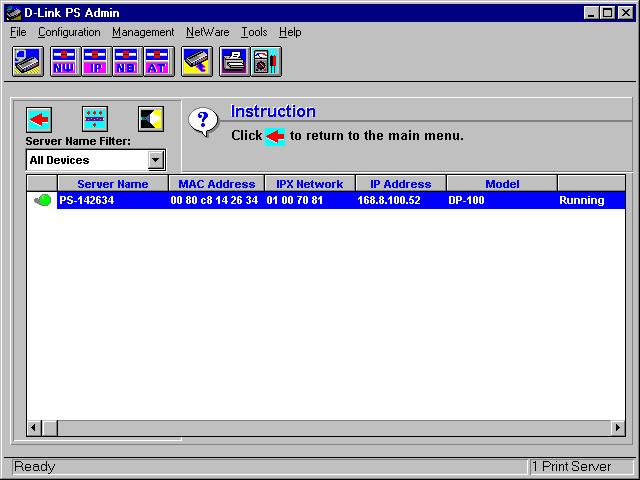 D-Link PS Admin
File Configuration Management NetWare Tools Help
NW IP NB AT
Instruction
Click to return to the main menu.
Server Name Filter:
All Devices
Server Name MAC Address IPX Network IP Address Model
PS-142634 00 80 c8 14 26 34 01 00 70 81 168.8.100.52 DP-100 Running
Ready 1 Print Server